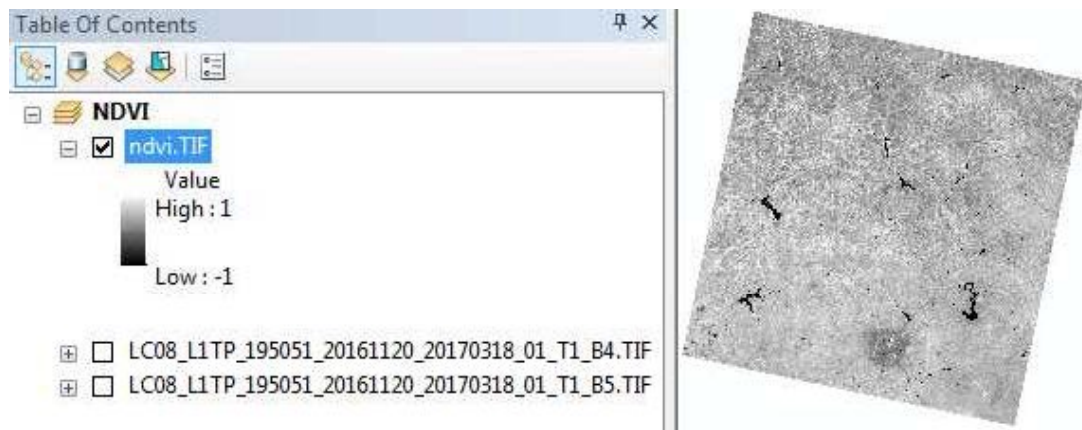 Table Of Contents
NDVI
ndvi.TIF
Value
High : 1
Low : -1
LC08_L1TP_195051_20161120_20170318_01_T1_B4.TIF
LC08_L1TP_195051_20161120_20170318_01_T1_B5.TIF